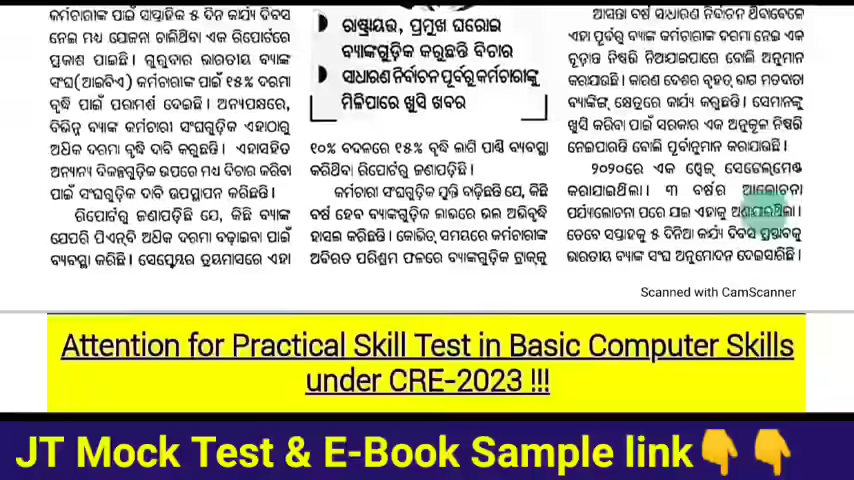 କର୍ମଚାରୀଙ୍କ ପାଇଁ ସାପ୍ତାହିକ ୫ ଦିନ କାର୍ଯ୍ୟ ଦିବସ
ନେଇ ମଧ୍ୟ ଯୋଜନା ଚାଲିଥିବା ଏକ ରିପୋର୍ଟରେ
ପ୍ରକାଶ ପାଇଛି । ଗୁରୁବାର ଭାରତୀୟ ବ୍ୟାଙ୍କ
ସଂଘ(ଆଇବିଏ) କର୍ମଚାରୀଙ୍କ ପାଇଁ ୧୫% ଦରମା
ବୃଦ୍ଧି ପାଇଁ ପରାମର୍ଶ ଦେଇଛି । ଅନ୍ୟପକ୍ଷରେ,
ବିଭିନ୍ନ ବ୍ୟାଙ୍କ କର୍ମଚାରୀ ସଂଘଗୁଡ଼ିକ ଏହାଠାରୁ
ଅଧିକ ଦରମା ବୃଦ୍ଧି ଦାବି କରୁଛନ୍ତି । ଏହାସହିତ
ଅନ୍ୟାନ୍ୟ ବିକଳ୍ପଗୁଡ଼ିକ ଉପରେ ମଧ୍ୟ ବିଚାର କରିବା
ପାଇଁ ସଂଘଗୁଡ଼ିକ ଦାବି ଉପସ୍ଥାପନ କରିଛନ୍ତି ।
ରିପୋର୍ଟରୁ ଜଣାପଡ଼ିଛି ଯେ, କିଛି ବ୍ୟାଙ୍କ
ଯେପରି ପିଏନ୍‌ବି ଅଧିକ ଦରମା ବଢ଼ାଇବା ପାଇଁ
ବ୍ୟବସ୍ଥା କରିଛି । ସେପ୍ଟେମ୍ବର ତ୍ରୟମାସରେ ଏହା
ରାଷ୍ଟ୍ରାୟତ୍ତ, ପ୍ରମୁଖ ଘରୋଇ
ବ୍ୟାଙ୍କଗୁଡ଼ିକ କରୁଛନ୍ତି ବିଚାର
ସାଧାରଣ ନିର୍ବାଚନ ପୂର୍ବରୁ କର୍ମଚାରୀଙ୍କୁ
ମିଳିପାରେ ଖୁସି ଖବର
୧୦% ବଦଳରେ ୧୫% ବୃଦ୍ଧି ଲାଗି ପାଣ୍ଠି ବ୍ୟବସ୍ଥା
କରିଥିବା ରିପୋର୍ଟରୁ ଜଣାପଡ଼ିଛି ।
କର୍ମଚାରୀ ସଂଘଗୁଡ଼ିକ ଯୁକ୍ତି ବାଢ଼ିଛନ୍ତି ଯେ, କିଛି
ବର୍ଷ ହେବ ବ୍ୟାଙ୍କଗୁଡ଼ିକ ଲାଭରେ ଭଲ ଅଭିବୃଦ୍ଧି
ହାସଲ କରିଛନ୍ତି । କୋଭିଡ୍ ସମୟରେ କର୍ମଚାରୀଙ୍କ
ଅବିରତ ପରିଶ୍ରମ ଫଳରେ ବ୍ୟାଙ୍କଗୁଡ଼ିକ ଟ୍ରାକ୍‌କୁ
ଆସନ୍ତା ବର୍ଷ ସାଧାରଣ ନିର୍ବାଚନ ଥିବାବେଳେ
ଏହା ପୂର୍ବରୁ ବ୍ୟାଙ୍କ କର୍ମଚାରୀଙ୍କ ଦରମା ନେଇ ଏକ
ଚୂଡ଼ାନ୍ତ ନିଷ୍ପତ୍ତି ନିଆଯାଇପାରେ ବୋଲି ଅନୁମାନ
କରାଯାଉଛି । କାରଣ ଦେଶର ବୃହତ୍ ଭାଗ ମତଦାତା
ବ୍ୟାଙ୍କିଙ୍ଗ୍ କ୍ଷେତ୍ରରେ କାର୍ଯ୍ୟ କରୁଛନ୍ତି । ସେମାନଙ୍କୁ
ଖୁସି କରିବା ପାଇଁ ସରକାର ଏକ ଅନୁକୂଳ ନିଷ୍ପତ୍ତି
ନେଇପାରନ୍ତି ବୋଲି ପୂର୍ବାନୁମାନ କରାଯାଉଛି ।
୨୦୨୦ରେ ଏକ ୱେଜ୍ ସେଟେଲ୍‌ମେଣ୍ଟ
କରାଯାଇଥିଲା । ୩ ବର୍ଷର ଆଲୋଚନା
ପର୍ଯ୍ୟାଲୋଚନା ପରେ ଯାଇ ଏହାକୁ ଅଣାଯାଇଥିଲା ।
ତେବେ ସପ୍ତାହକୁ ୫ ଦିନିଆ କାର୍ଯ୍ୟ ଦିବସ ପ୍ରସ୍ତାବକୁ
ଭାରତୀୟ ବ୍ୟାଙ୍କ ସଂଘ ଅନୁମୋଦନ ଦେଇସାରିଛି ।
Scanned with CamScanner
Attention for Practical Skill Test in Basic Computer Skills
under CRE-2023 !!!
JT Mock Test & E-Book Sample link👇👇